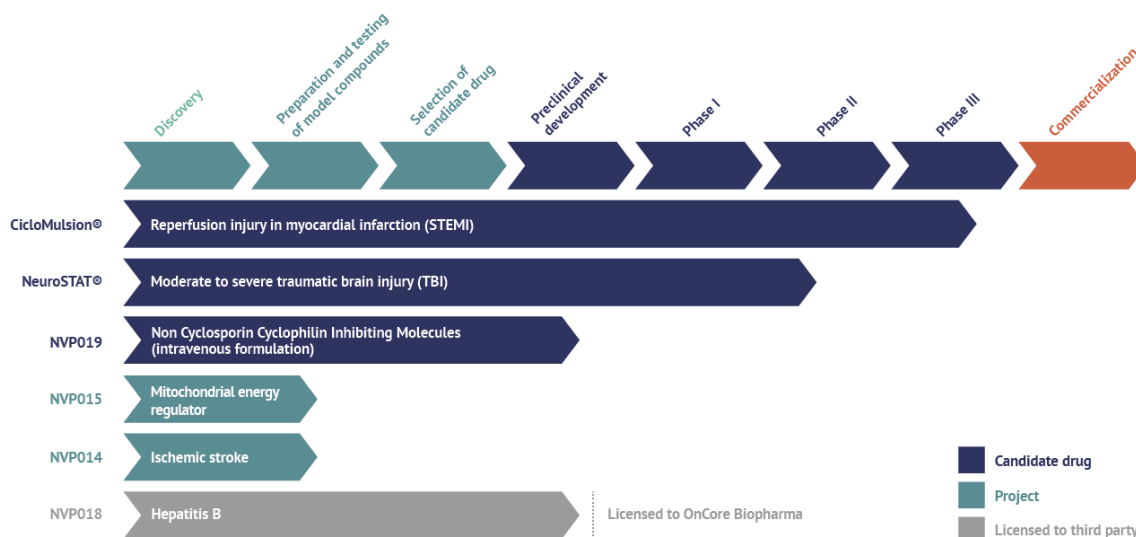 Discovery
Preparation and testing
of model compounds
Selection of
candidate drug
Preclinical
development
Phase I
Phase II
Phase III
Commercialization
CicloMulsion®
Reperfusion injury in myocardial infarction (STEMI)
NeuroSTAT®
Moderate to severe traumatic brain injury (TBI)
NVP019
Non Cyclosporin Cyclophilin Inhibiting Molecules
(intravenous formulation)
NVP015
Mitochondrial energy
regulator
NVP014
Ischemic stroke
NVP018
Hepatitis B
Licensed to OnCore Biopharma
Candidate drug
Project
Licensed to third party